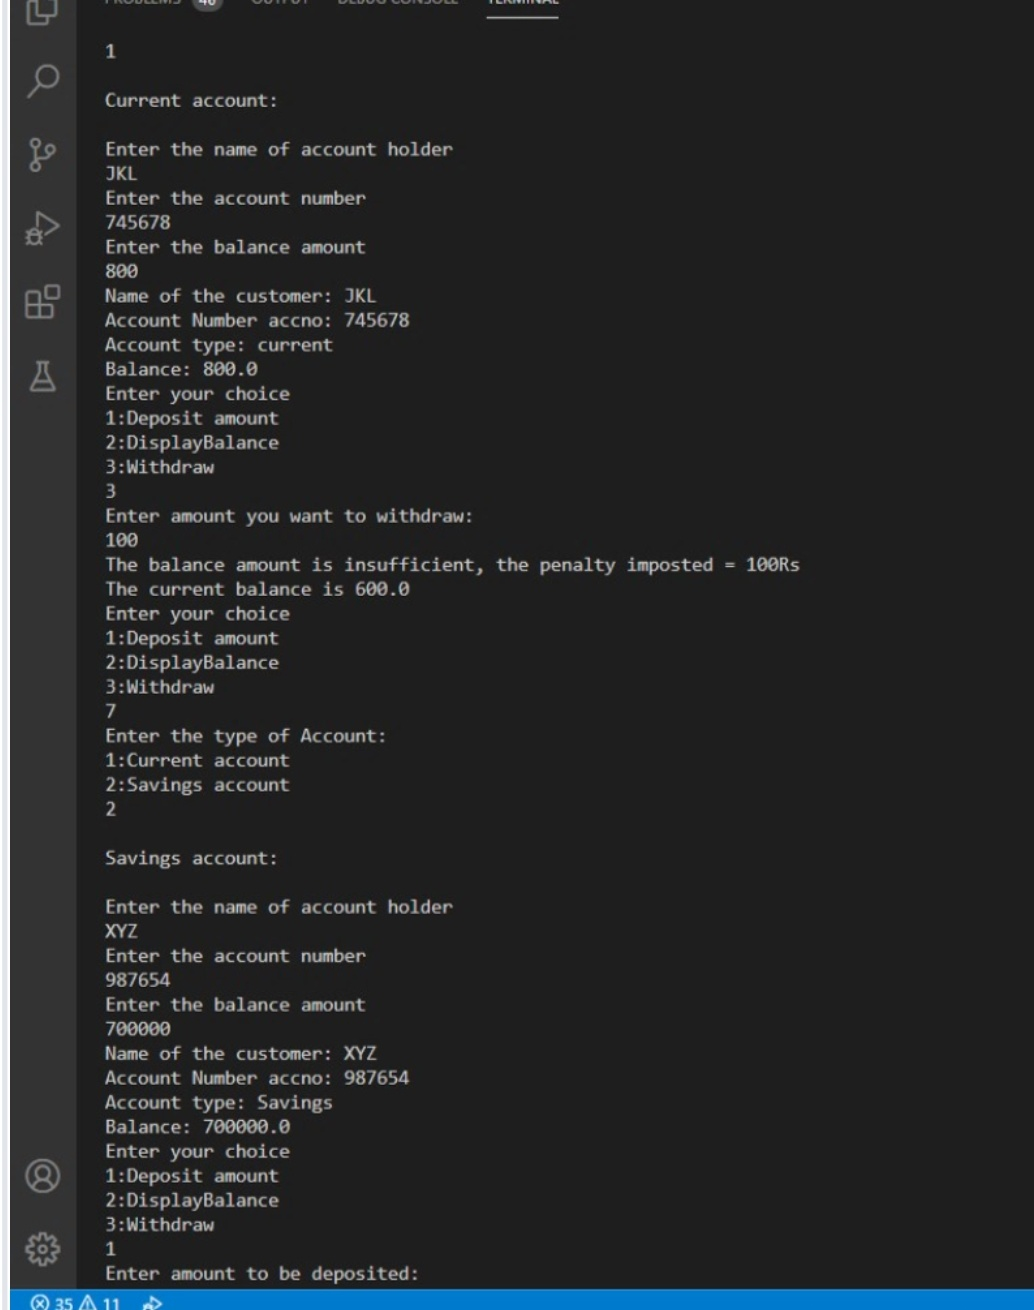 PROBLEMS 46 OUTPUT DEBUG CONSOLE TERMINAL
1
Current account:
Enter the name of account holder
JKL
Enter the account number
745678
Enter the balance amount
800
Name of the customer: JKL
Account Number accno: 745678
Account type: current
Balance: 800.0
Enter your choice
1:Deposit amount
2:DisplayBalance
3:Withdraw
3
Enter amount you want to withdraw:
100
The balance amount is insufficient, the penalty imposted = 100Rs
The current balance is 600.0
Enter your choice
1:Deposit amount
2:DisplayBalance
3:Withdraw
7
Enter the type of Account:
1:Current account
2:Savings account
2
Savings account:
Enter the name of account holder
XYZ
Enter the account number
987654
Enter the balance amount
700000
Name of the customer: XYZ
Account Number accno: 987654
Account type: Savings
Balance: 700000.0
Enter your choice
1:Deposit amount
2:DisplayBalance
3:Withdraw
1
Enter amount to be deposited:
35 11